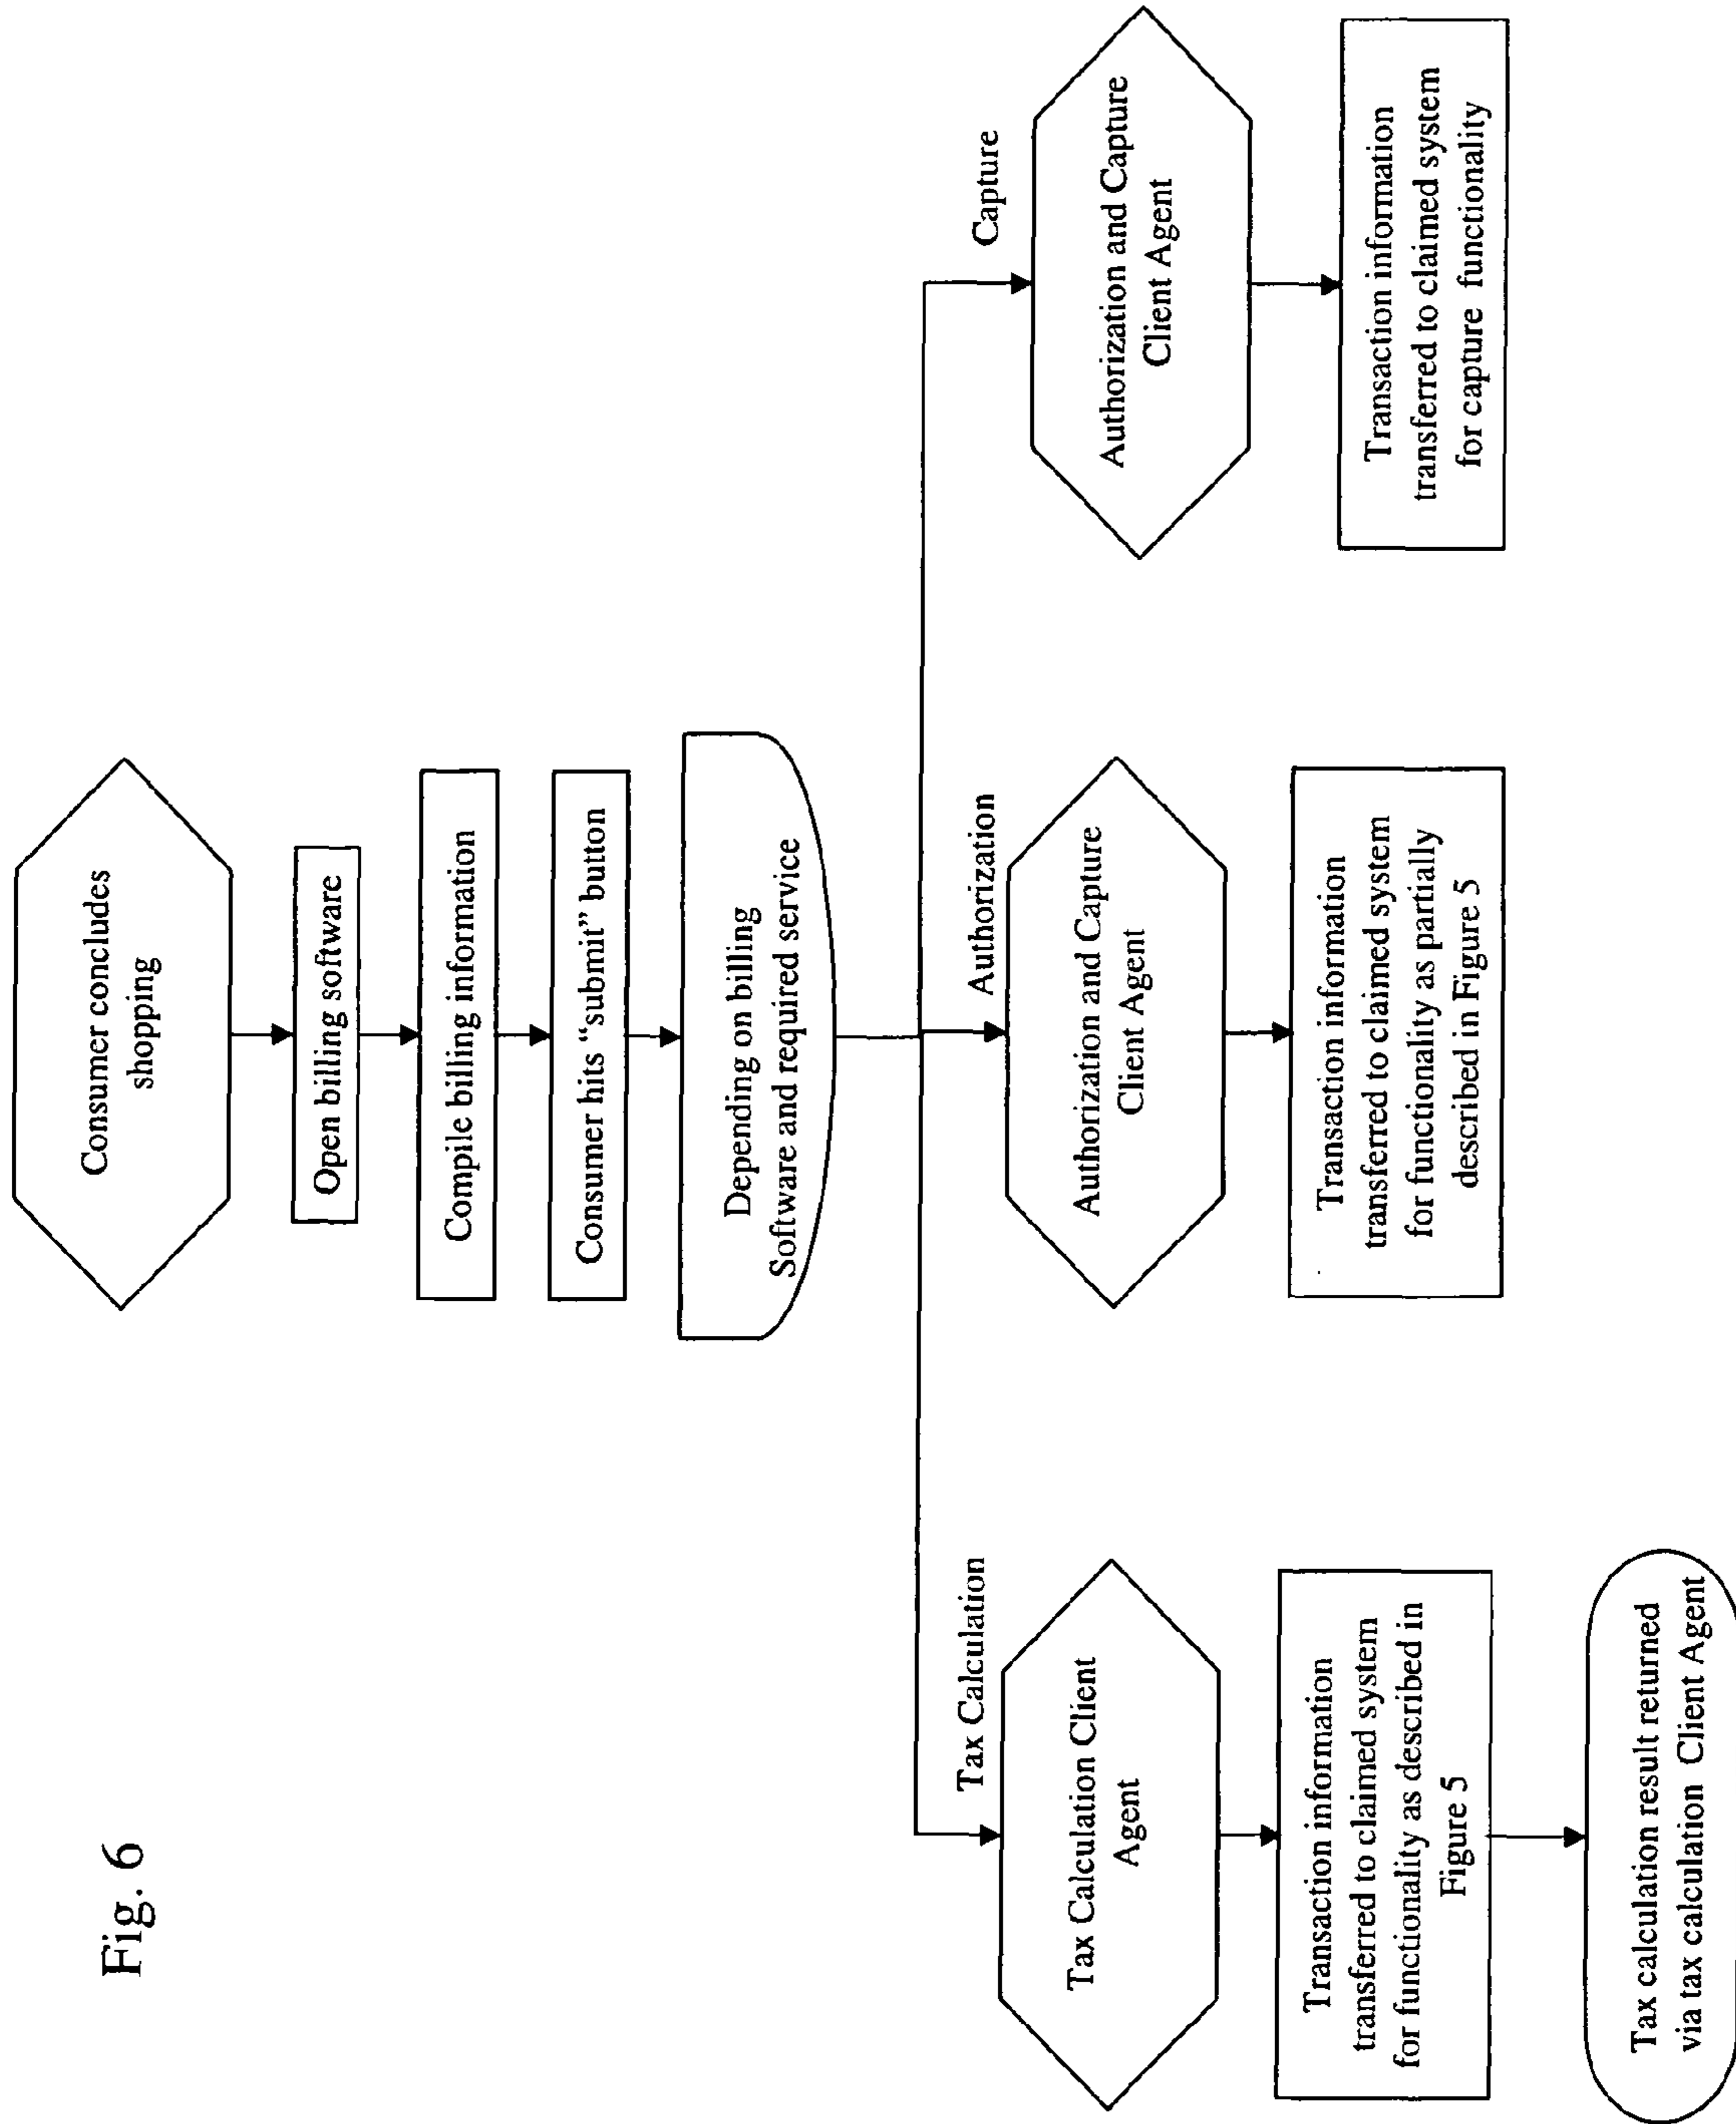 Fig. 6
Consumer concludes
shopping
Open billing software
Compile billing information
Consumer hits “submit” button
Depending on billing
Software and required service
Tax Calculation
Authorization
Capture
Tax Calculation Client
Agent
Authorization and Capture
Client Agent
Authorization and Capture
Client Agent
Transaction information
transferred to claimed system
for functionality as described in
Figure 5
Transaction information
transferred to claimed system
for functionality as partially
described in Figure 5
Transaction information
transferred to claimed system
for capture functionality
Tax calculation result returned
via tax calculation Client Agent